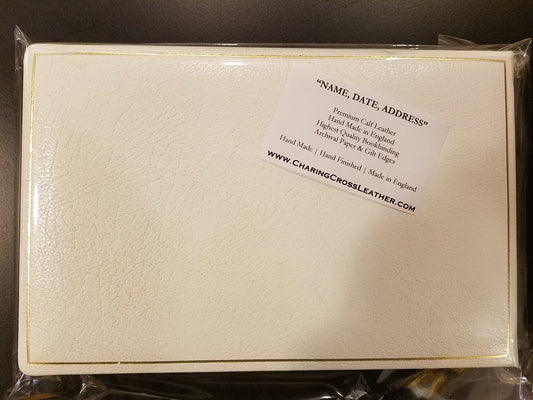 “NAME, DATE, ADDRESS”
Premium Calf Leather
Hand Made in England
Highest Quality Bookbinding
Archival Paper & Gilt Edges
Hand Made | Hand Finished | Made in England
www.CharingCrossLeather.com